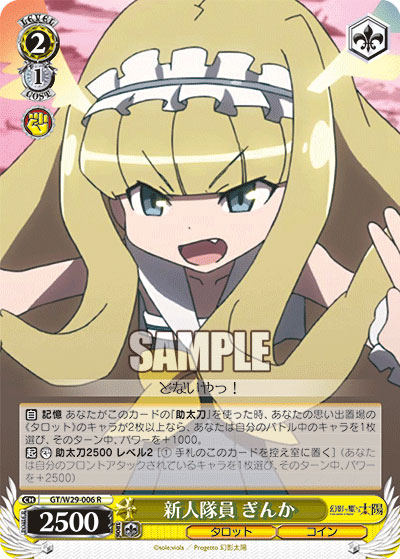 LEVEL
2
1
COST
SAMPLE
どないやっ！
【自】 記憶 あなたがこのカードの「助太刀」を使った時、あなたの思い出置場の
《タロット》のキャラが2枚以上なら、あなたは自分のバトル中のキャラを1枚
選び、そのターン中、パワーを+1000。
【起】 助太刀2500 レベル2 [① 手札のこのカードを控え室に置く] （あなた
は自分のフロントアタックされているキャラを1枚選び、そのターン中、パワー
を+2500）
CH GT/W29-006 R
2500
新人隊員 ぎんか
幻影ヲ駆ケル太陽
タロット
コイン
©sole;viola / Progetto 幻影太陽